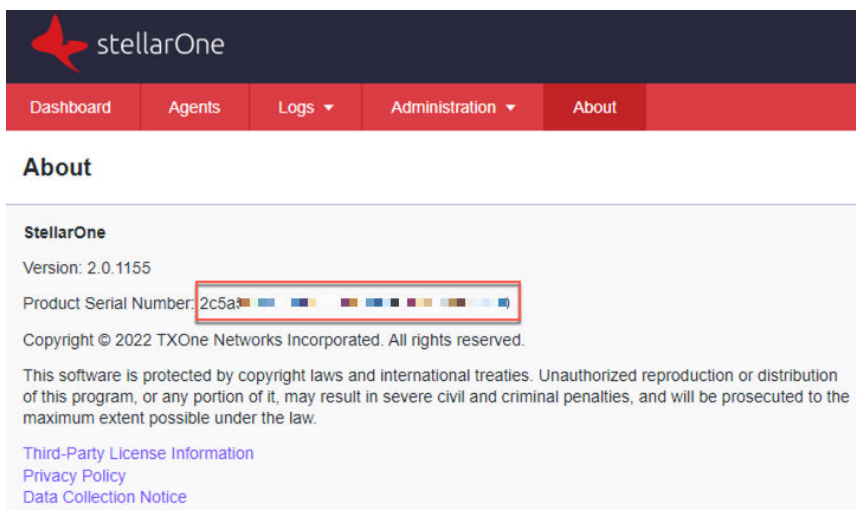 stellarOne
Dashboard Agents Logs Administration About
About
StellarOne
Version: 2.0.1155
Product Serial Number: 2c5a
Copyright © 2022 TXOne Networks Incorporated. All rights reserved.
This software is protected by copyright laws and international treaties. Unauthorized reproduction or distribution
of this program, or any portion of it, may result in severe civil and criminal penalties, and will be prosecuted to the
maximum extent possible under the law.
Third-Party License Information
Privacy Policy
Data Collection Notice